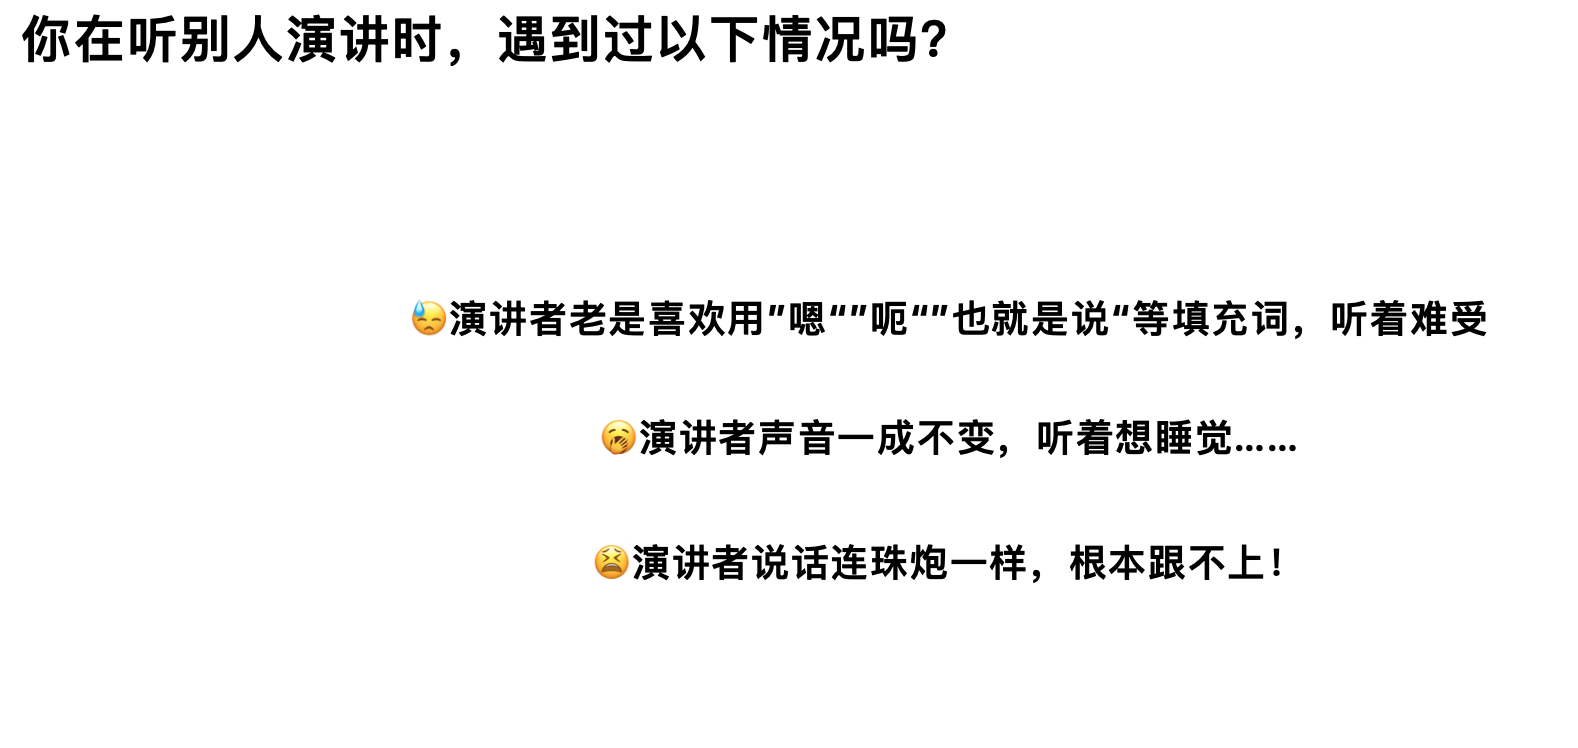 你在听别人演讲时，遇到过以下情况吗？
😓演讲者老是喜欢用”嗯“”呃“”也就是说“等填充词，听着难受
🥱演讲者声音一成不变，听着想睡觉……
😫演讲者说话连珠炮一样，根本跟不上！